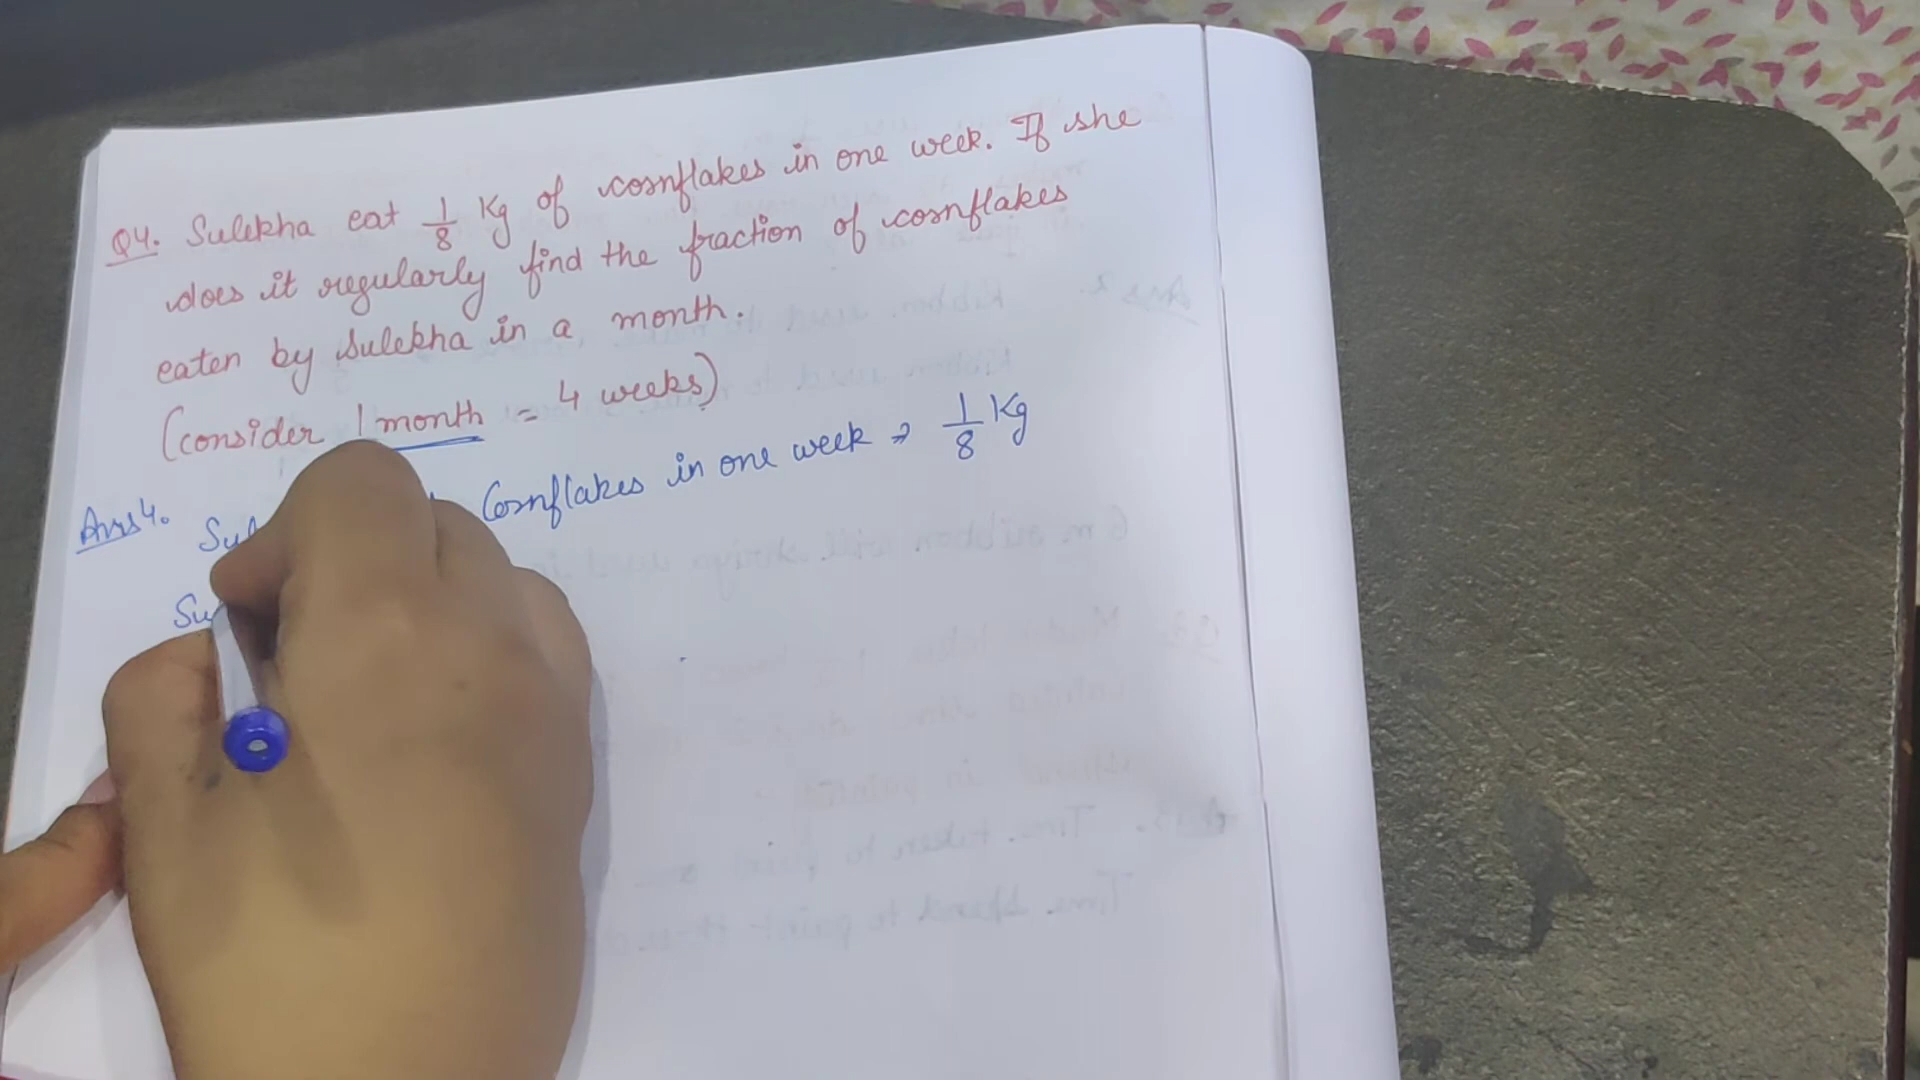 Q4. Sulekha eat 1/8 Kg of cornflakes in one week. If she
does it regularly find the fraction of cornflakes
eaten by Sulekha in a month.
(consider 1 month = 4 weeks)
Ans4. Sul Cornflakes in one week → 1/8 Kg
Su